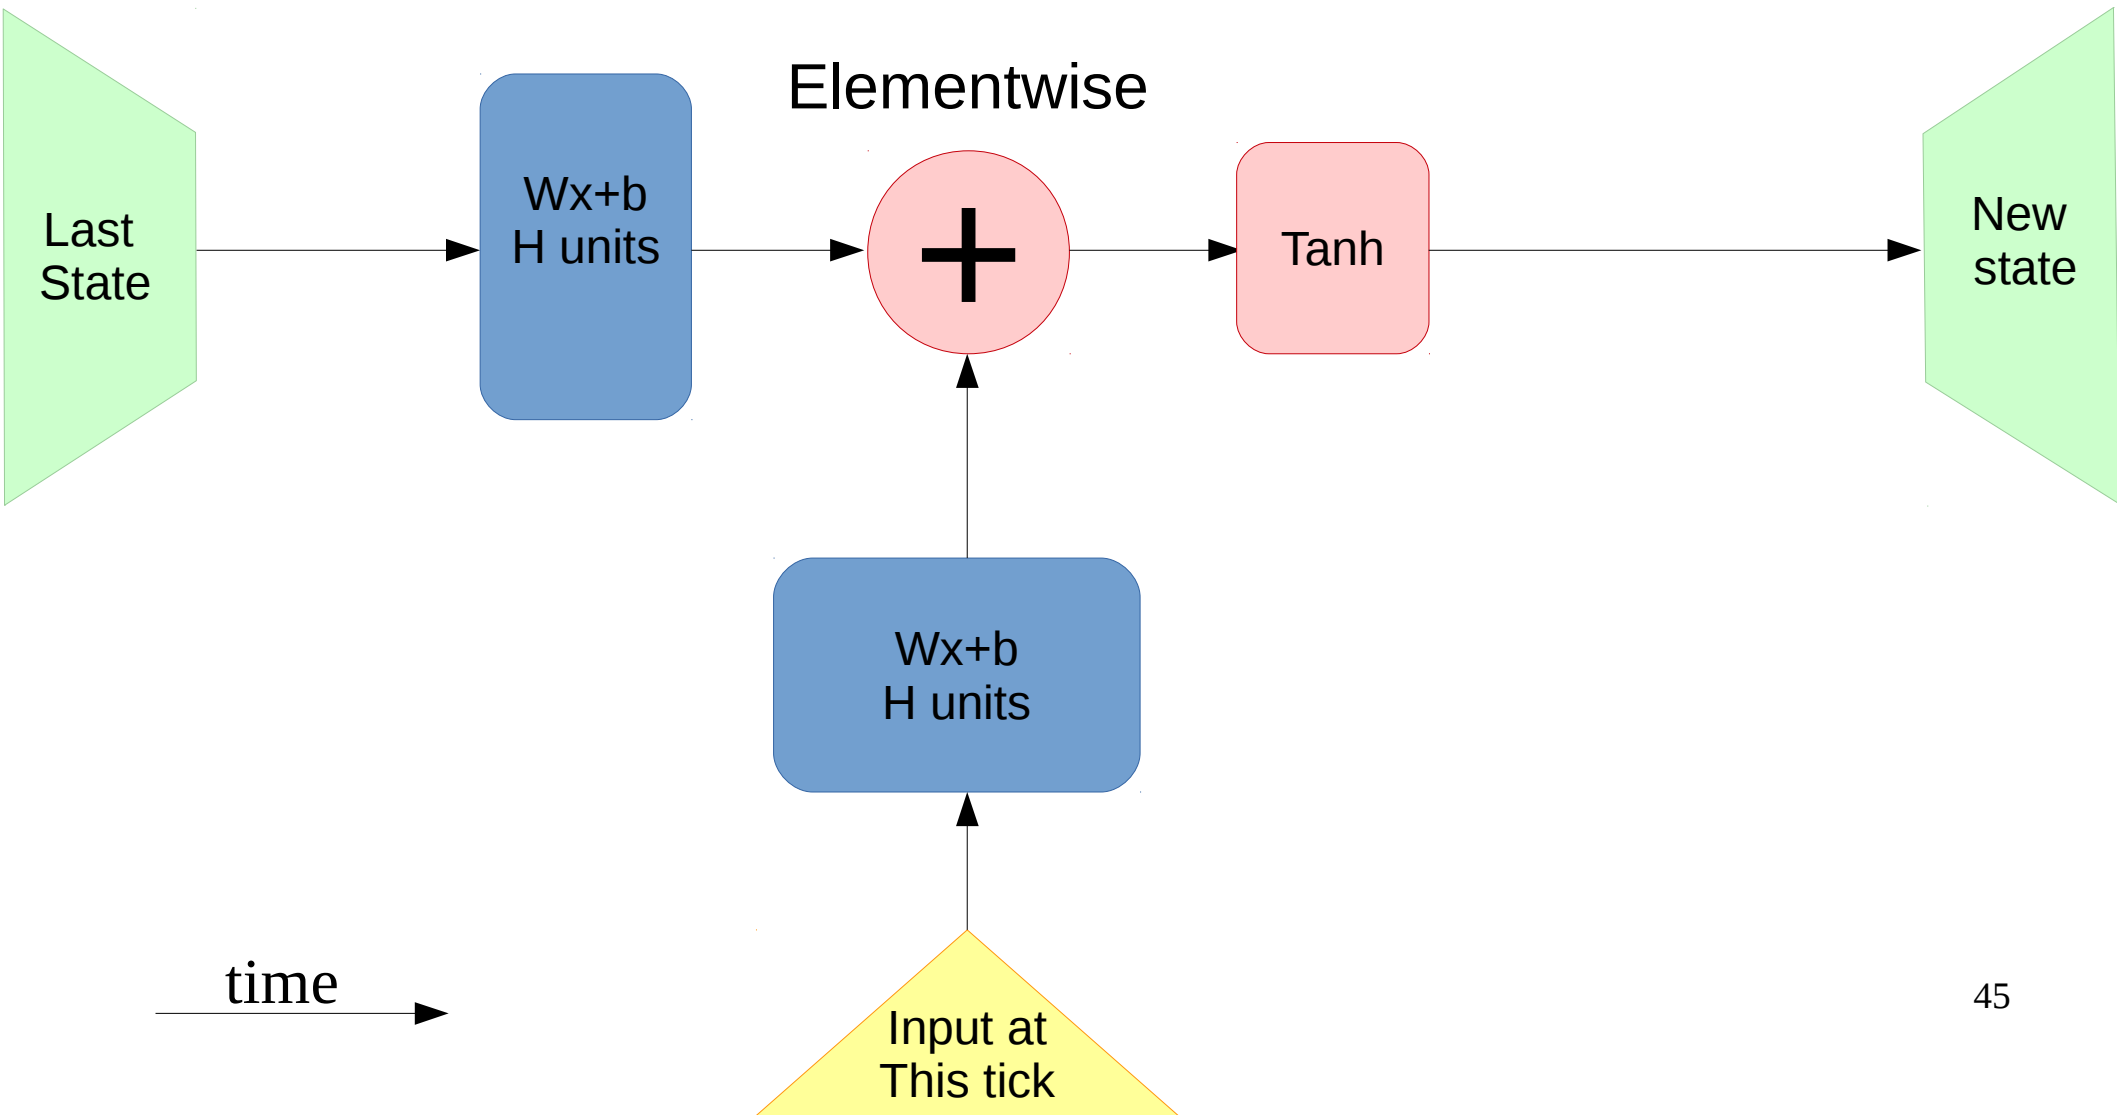 Elementwise
Last
State
Wx+b
H units
+
Tanh
New
state
Wx+b
H units
time
Input at
This tick
45